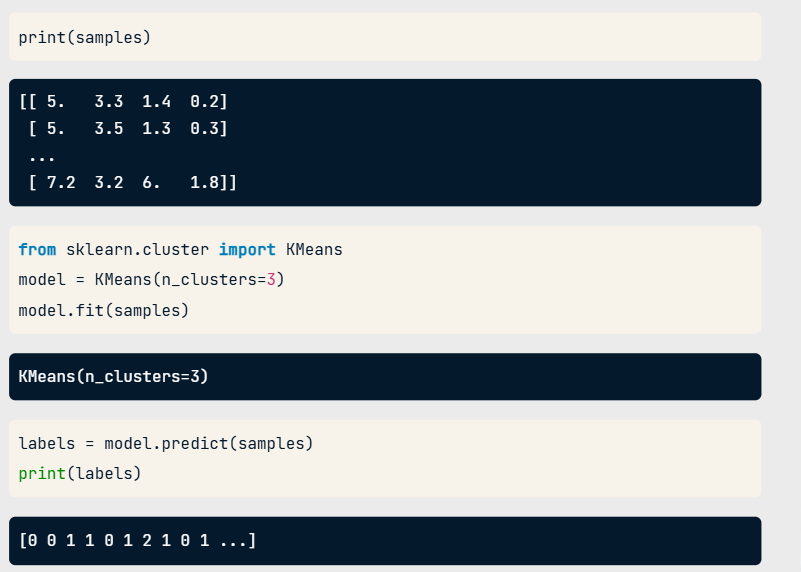 print(samples)
[[ 5.   3.3  1.4  0.2]
 [ 5.   3.5  1.3  0.3]
 ...
 [ 7.2  3.2  6.   1.8]]
from sklearn.cluster import KMeans
model = KMeans(n_clusters=3)
model.fit(samples)
KMeans(n_clusters=3)
labels = model.predict(samples)
print(labels)
[0 0 1 1 0 1 2 1 0 1 ...]